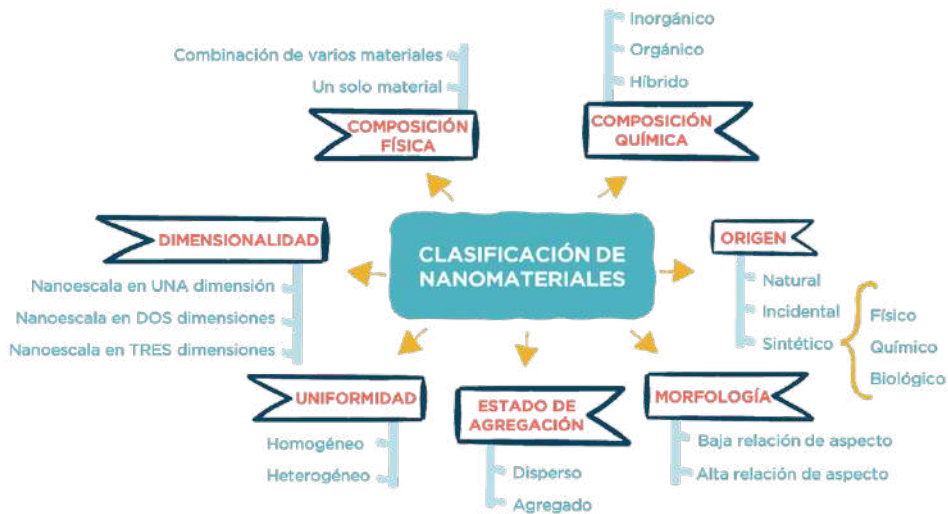 Combinación de varios materiales
Un solo material
COMPOSICIÓN
FÍSICA
Inorgánico
Orgánico
Híbrido
COMPOSICIÓN
QUÍMICA
DIMENSIONALIDAD
Nanoescala en UNA dimensión
Nanoescala en DOS dimensiones
Nanoescala en TRES dimensiones
CLASIFICACIÓN DE
NANOMATERIALES
ORIGEN
Natural
Incidental
Sintético
Físico
Químico
Biológico
UNIFORMIDAD
Homogéneo
Heterogéneo
ESTADO DE
AGREGACIÓN
Disperso
Agregado
MORFOLOGÍA
Baja relación de aspecto
Alta relación de aspecto